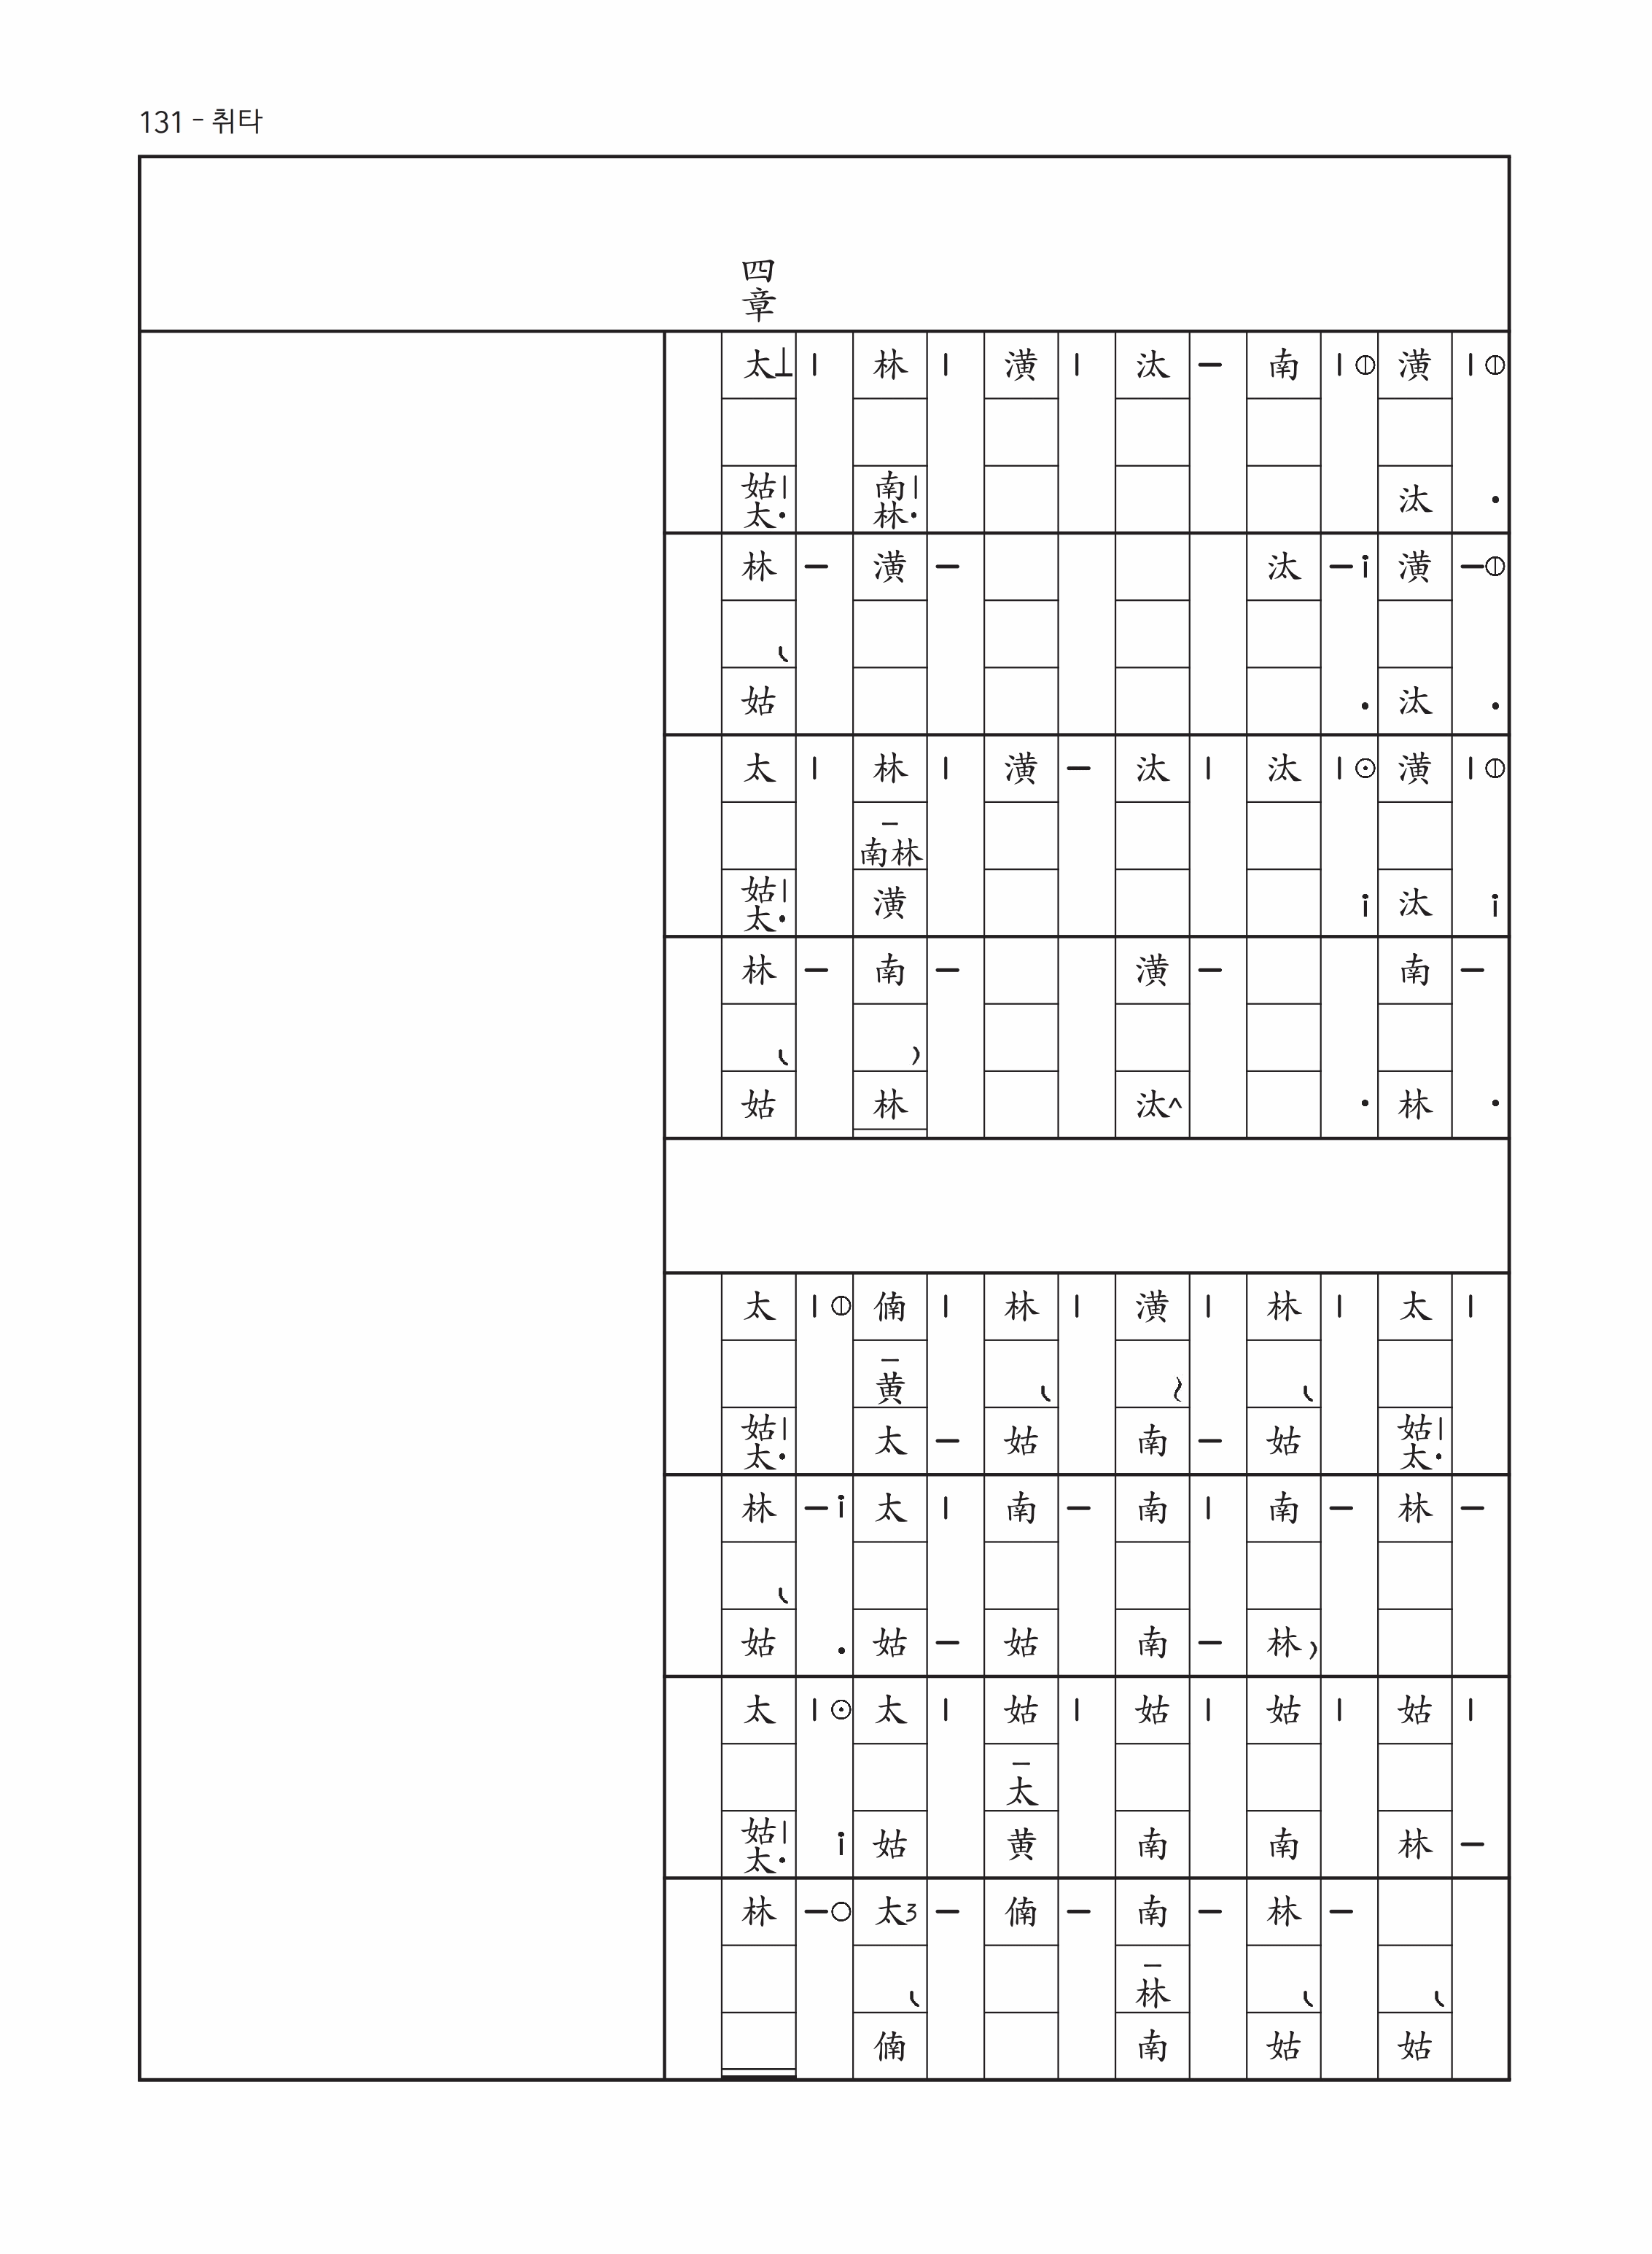 131 - 취타
潢 汰 潢 汰 潢 汰 南 林
太 姑 太 林 姑 林 姑
南 汰 汰
林 姑 南 林 姑 南 林 姑
汰 汰 潢 汰
潢 南 南 南 姑 南 南 林 南
潢 潢
林 姑 南 姑 姑 太 黄 㑲
林 南 林 潢 林 南林 潢 南 林
㑲 黄 太 太 姑 太 姑 太 㑲
四章
太 姑 太 林 姑 太 姑 太 林 姑
太 姑 太 林 姑 太 姑 太 林